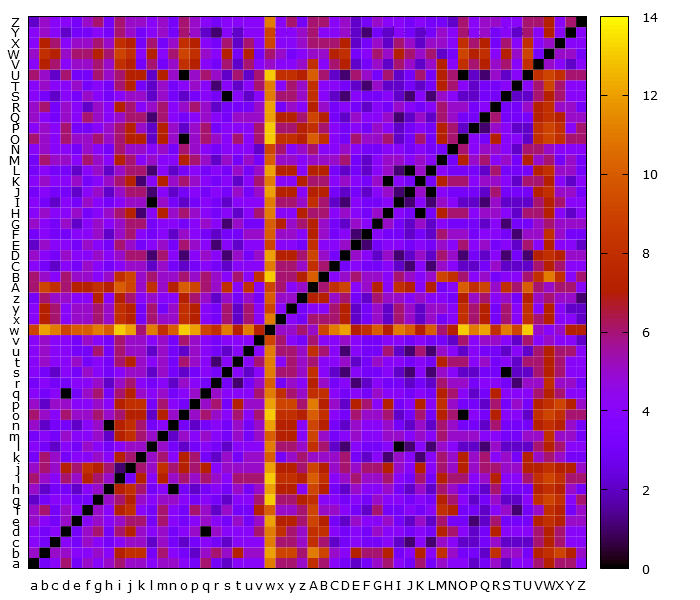 Z
Y
X
W
V
U
T
S
R
Q
P
O
N
M
L
K
J
I
H
G
F
E
D
C
B
A
z
y
x
w
v
u
t
s
r
q
p
o
n
m
l
k
j
i
h
g
f
e
d
c
b
a
a b c d e f g h i j k l m n o p q r s t u v w x y z A B C D E F G H I J K L M N O P Q R S T U V W X Y Z
14
12
10
8
6
4
2
0